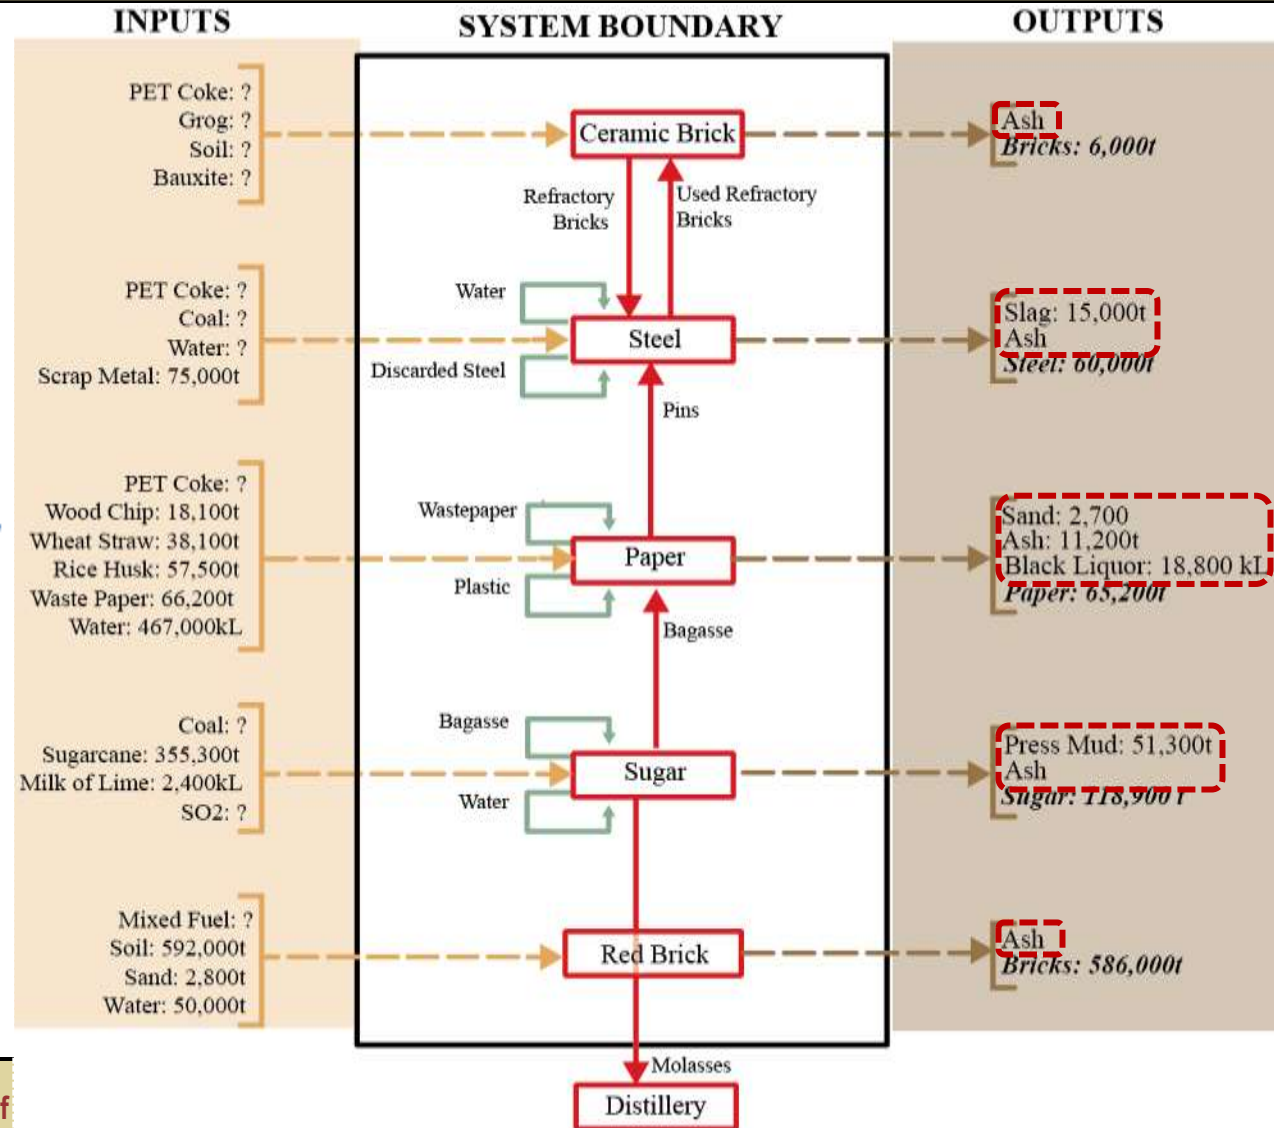 INPUTS
SYSTEM BOUNDARY
OUTPUTS
PET Coke: ?
Grog: ?
Soil: ?
Bauxite: ?
Ceramic Brick
Ash
Bricks: 6,000t
Refractory
Bricks
Used Refractory
Bricks
PET Coke: ?
Coal: ?
Water: ?
Scrap Metal: 75,000t
Water
Discarded Steel
Steel
Slag: 15,000t
Ash
Steel: 60,000t
Pins
PET Coke: ?
Wood Chip: 18,100t
Wheat Straw: 38,100t
Rice Husk: 57,500t
Waste Paper: 66,200t
Water: 467,000kL
Wastepaper
Plastic
Paper
Sand: 2,700
Ash: 11,200t
Black Liquor: 18,800 kL
Paper: 65,200t
Bagasse
Coal: ?
Sugarcane: 355,300t
Milk of Lime: 2,400kL
SO2: ?
Bagasse
Water
Sugar
Press Mud: 51,300t
Ash
Sugar: 118,900 t
Mixed Fuel: ?
Soil: 592,000t
Sand: 2,800t
Water: 50,000t
Red Brick
Ash
Bricks: 586,000t
Molasses
Distillery
f